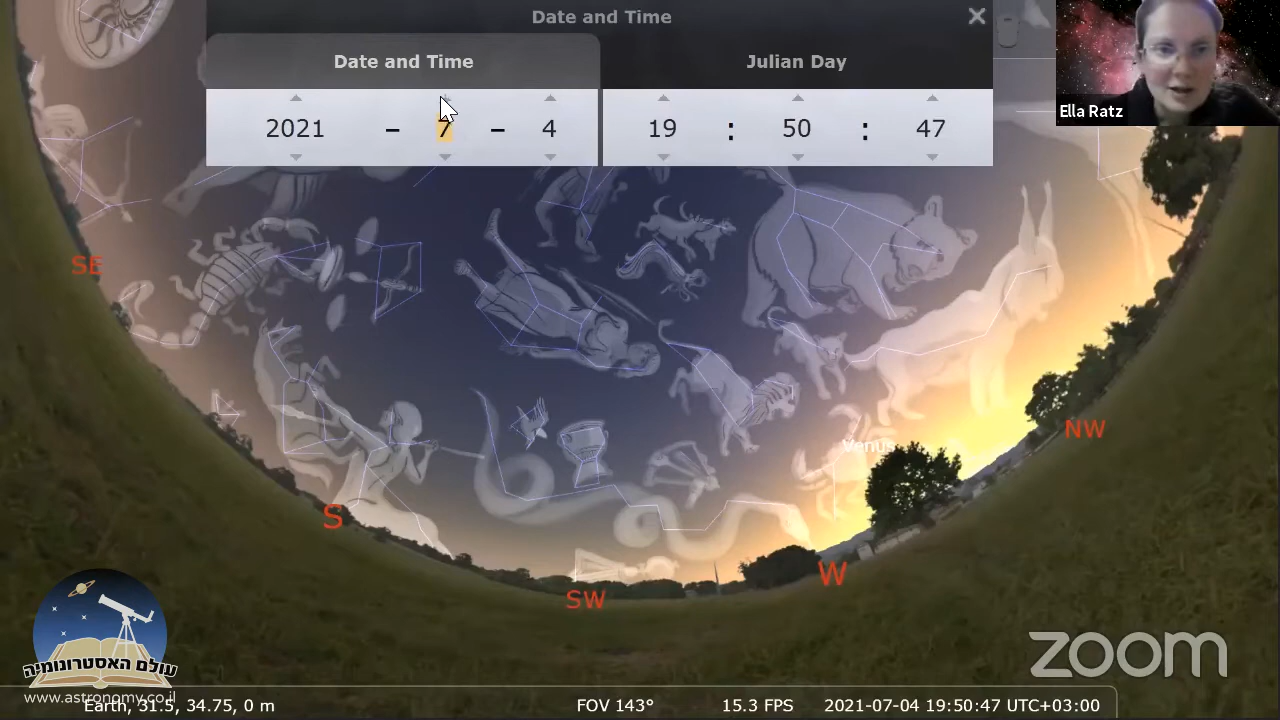 Date and Time
Date and Time
Julian Day
2021 - 7 - 4
19 : 50 : 47
Ella Ratz
SE
S
SW
W
NW
Venus
עולם האסטרונומיה
www.astronomy.co.il
zoom
Earth, 31.5, 34.75, 0 m
FOV 143°
15.3 FPS
2021-07-04 19:50:47 UTC+03:00